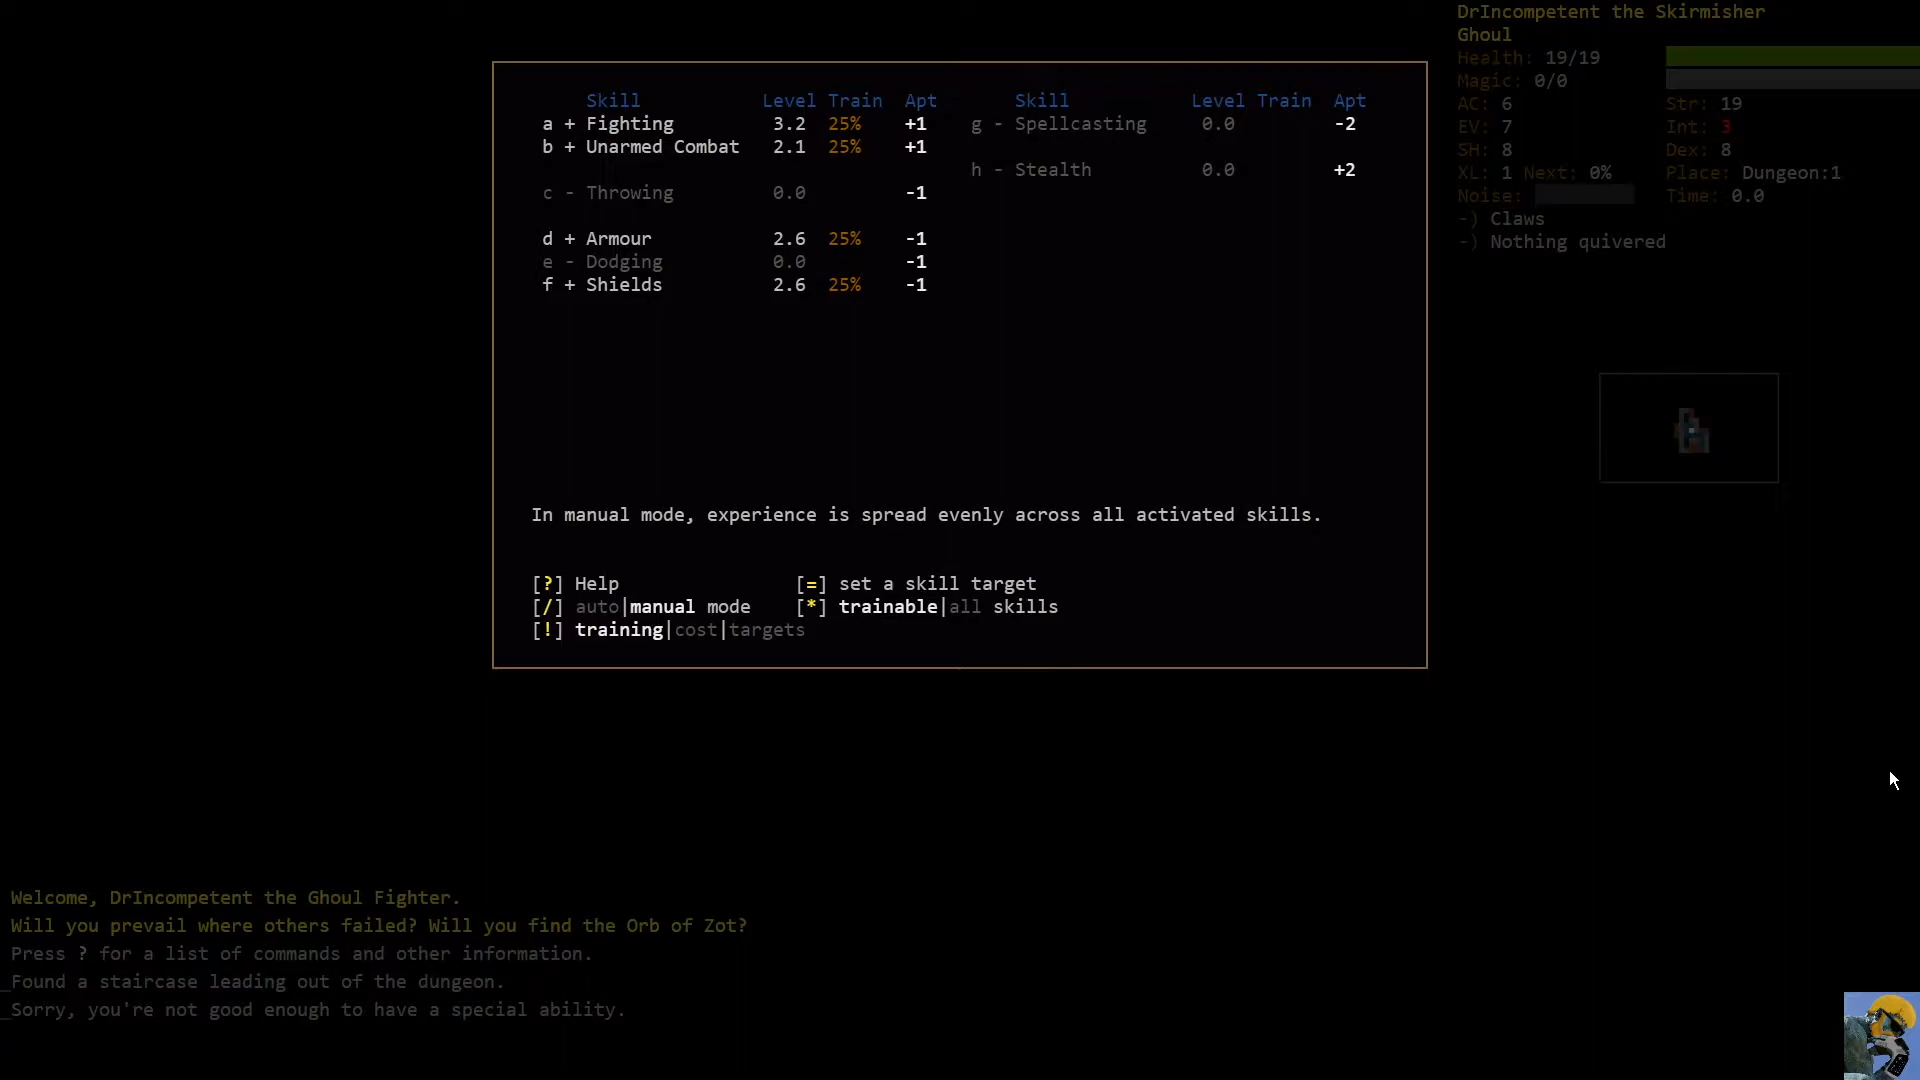 DrIncompetent the Skirmisher
Ghoul
Health: 19/19
Magic: 0/0
AC: 6 Str: 19
EV: 7 Int: 3
SH: 8 Dex: 8
XL: 1 Next: 0% Place: Dungeon:1
Noise: Time: 0.0
-) Claws
-) Nothing quivered
Skill Level Train Apt Skill Level Train Apt
a + Fighting 3.2 25% +1 g - Spellcasting 0.0 -2
b + Unarmed Combat 2.1 25% +1
h - Stealth 0.0 +2
c - Throwing 0.0 -1
d + Armour 2.6 25% -1
e - Dodging 0.0 -1
f + Shields 2.6 25% -1
In manual mode, experience is spread evenly across all activated skills.
[?] Help [=] set a skill target
[/] auto|manual mode [*] trainable|all skills
[!] training|cost|targets
Welcome, DrIncompetent the Ghoul Fighter.
Will you prevail where others failed? Will you find the Orb of Zot?
Press ? for a list of commands and other information.
_Found a staircase leading out of the dungeon.
_Sorry, you're not good enough to have a special ability.